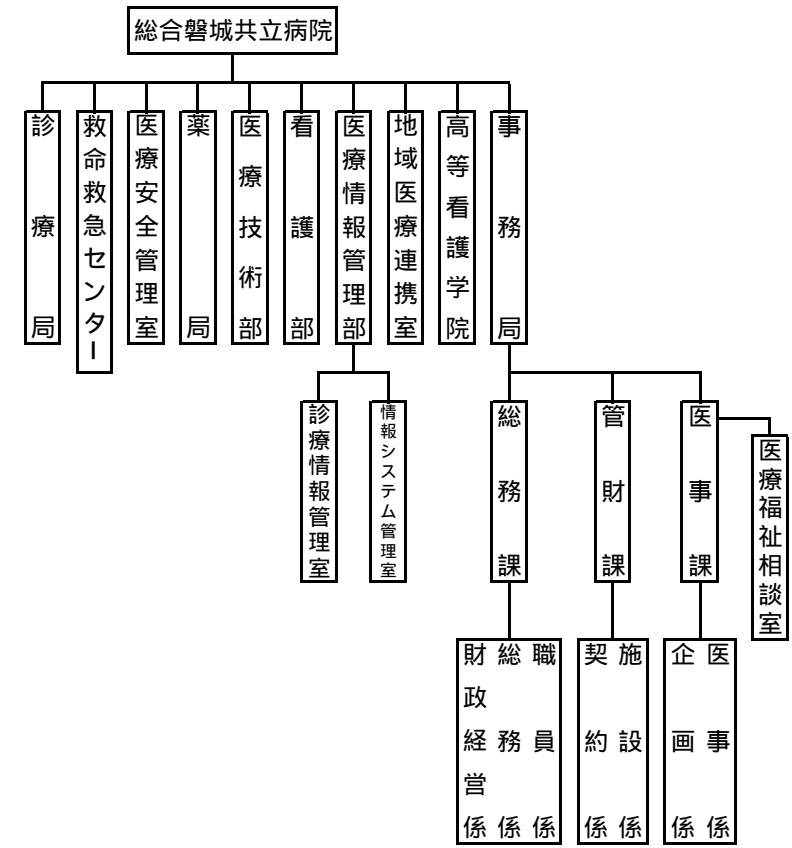 総合磐城共立病院
診療局
救命救急センター
医療安全管理室
薬局
医療技術部
看護部
医療情報管理部
地域医療連携室
高等看護学院
事務局
診療情報管理室
情報システム管理室
総務課
管財課
医事課
医療福祉相談室
財政経営係
総務係
職員係
契約係
施設係
企画係
医事係